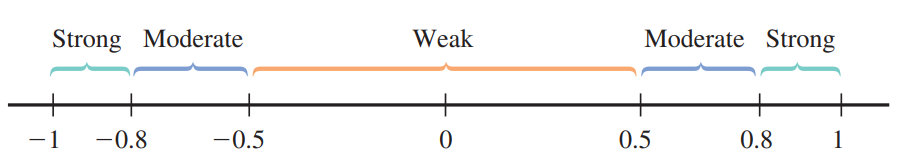 Strong Moderate Weak Moderate Strong
−1 −0.8 −0.5 0 0.5 0.8 1